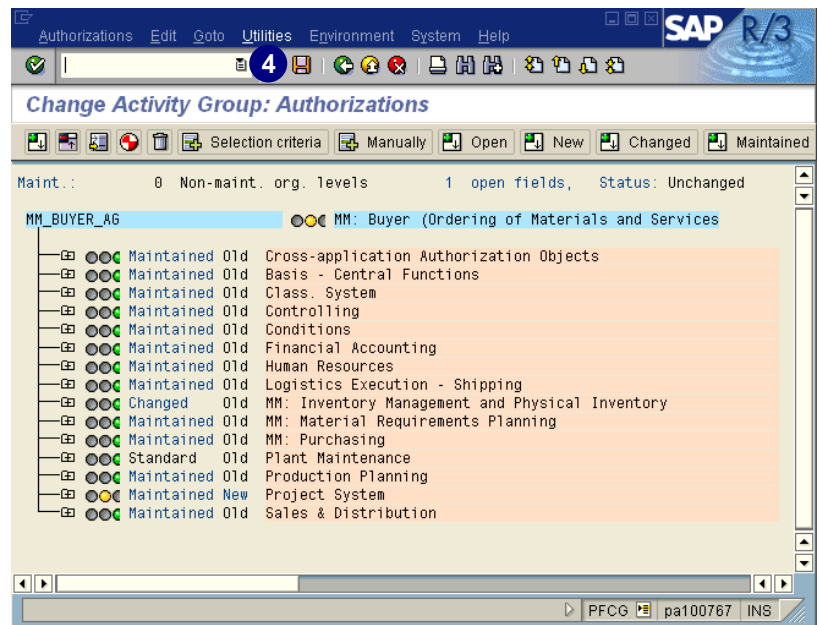 Authorizations Edit Goto Utilities Environment System Help
SAP R/3
4
Change Activity Group: Authorizations
Selection criteria Manually Open New Changed Maintained
Maint.: 0 Non-maint. org. levels 1 open fields, Status: Unchanged
MM_BUYER_AG MM: Buyer (Ordering of Materials and Services
Maintained Old Cross-application Authorization Objects
Maintained Old Basis - Central Functions
Maintained Old Class. System
Maintained Old Controlling
Maintained Old Conditions
Maintained Old Financial Accounting
Maintained Old Human Resources
Maintained Old Logistics Execution - Shipping
Changed Old MM: Inventory Management and Physical Inventory
Maintained Old MM: Material Requirements Planning
Maintained Old MM: Purchasing
Standard Old Plant Maintenance
Maintained Old Production Planning
Maintained New Project System
Maintained Old Sales & Distribution
PFCG pa100767 INS